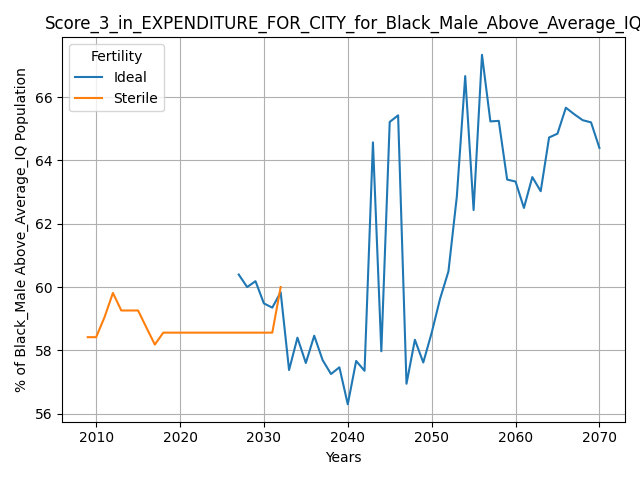 Score_3_in_EXPENDITURE_FOR_CITY_for_Black_Male_Above_Average_IQ
Fertility
Ideal
Sterile
% of Black_Male Above_Average_IQ Population
66
64
62
60
58
56
2010 2020 2030 2040 2050 2060 2070
Years